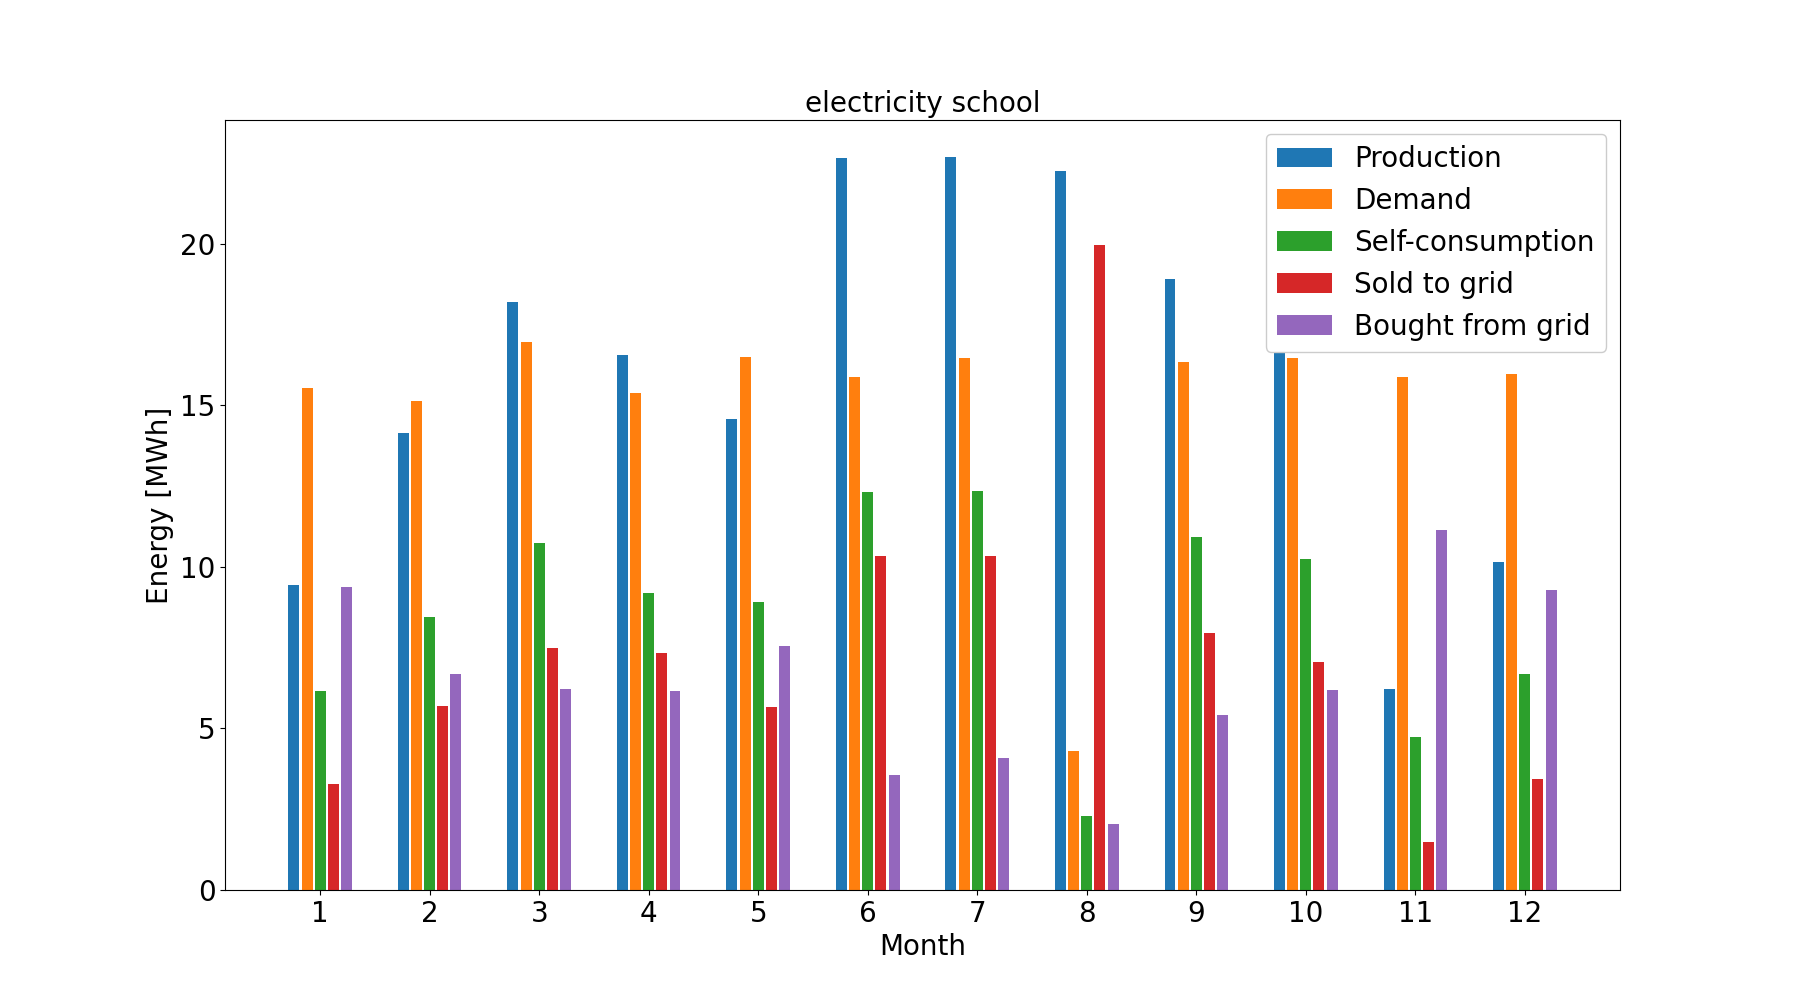 electricity school
Production
Demand
Self-consumption
Sold to grid
Bought from grid
Energy [MWh]
20
15
10
5
0
1 2 3 4 5 6 7 8 9 10 11 12
Month